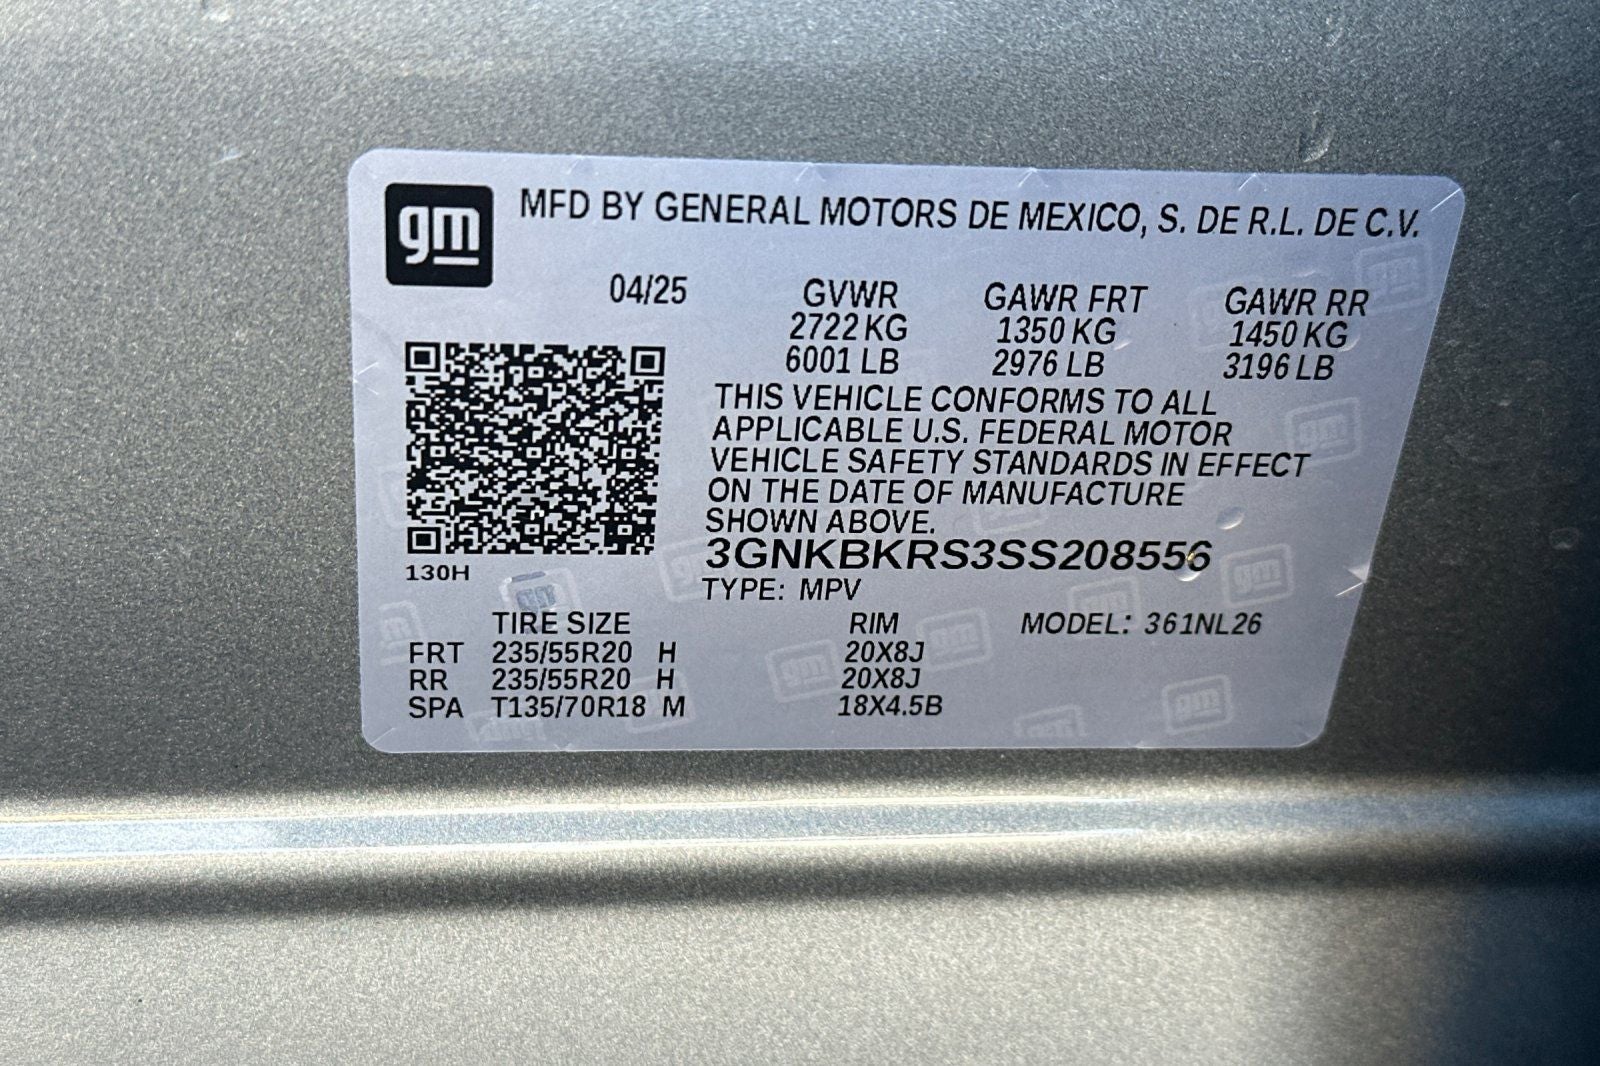 gm
MFD BY GENERAL MOTORS DE MEXICO, S. DE R.L. DE C.V.
04/25 GVWR GAWR FRT GAWR RR
2722 KG 1350 KG 1450 KG
6001 LB 2976 LB 3196 LB
THIS VEHICLE CONFORMS TO ALL
APPLICABLE U.S. FEDERAL MOTOR
VEHICLE SAFETY STANDARDS IN EFFECT
ON THE DATE OF MANUFACTURE
SHOWN ABOVE.
3GNKBKRS3SS208556
130H
TYPE: MPV
TIRE SIZE RIM MODEL: 361NL26
FRT 235/55R20 H 20X8J
RR 235/55R20 H 20X8J
SPA T135/70R18 M 18X4.5B